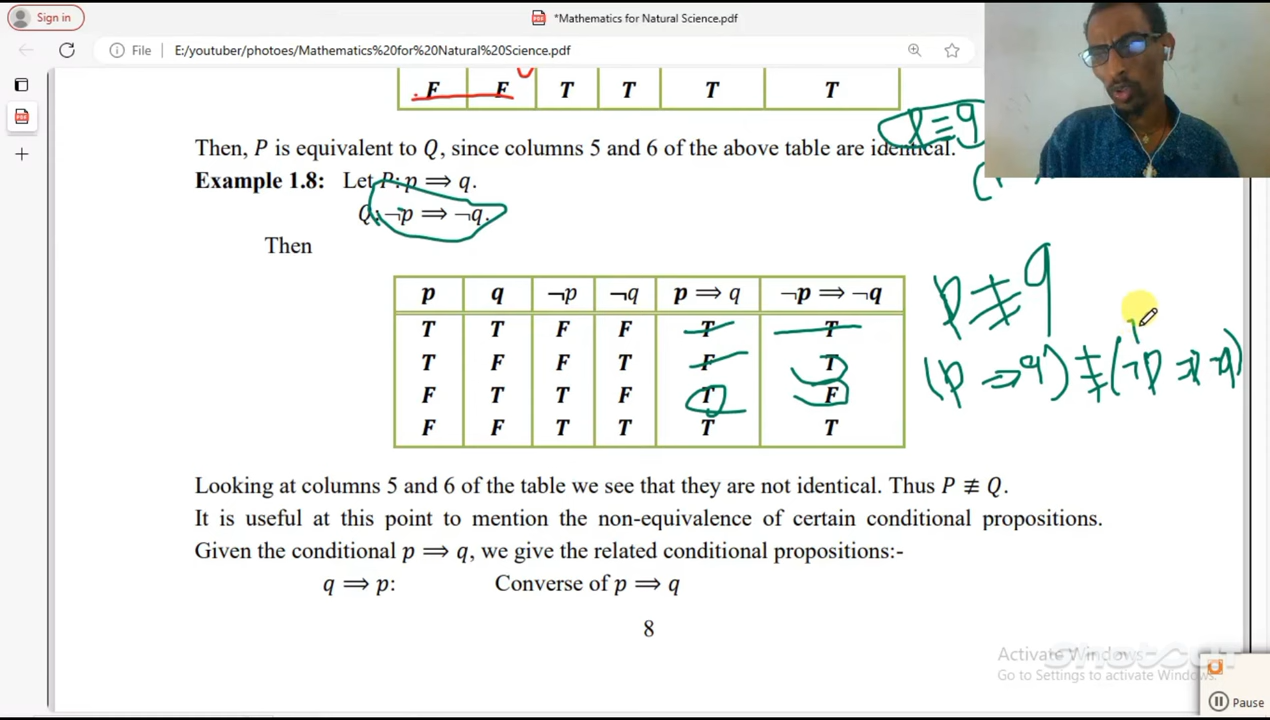 Sign in
*Mathematics for Natural Science.pdf
File
E:/youtuber/photoes/Mathematics%20for%20Natural%20Science.pdf
F F T T T T
p ≡ q
Then, P is equivalent to Q, since columns 5 and 6 of the above table are identical.
Example 1.8: Let P: p ⟹ q.
Q: ¬p ⟹ ¬q.
Then
p q ¬p ¬q p ⟹ q ¬p ⟹ ¬q
T T F F T T
T F F T F T
F T T F T F
F F T T T T
p ≢ q
(p ⇒ q) ≢ (¬p ⇒ ¬q)
Looking at columns 5 and 6 of the table we see that they are not identical. Thus P ≢ Q.
It is useful at this point to mention the non-equivalence of certain conditional propositions.
Given the conditional p ⟹ q, we give the related conditional propositions:-
q ⟹ p: Converse of p ⟹ q
8
Activate Windows
Go to Settings to activate Windows.
Pause